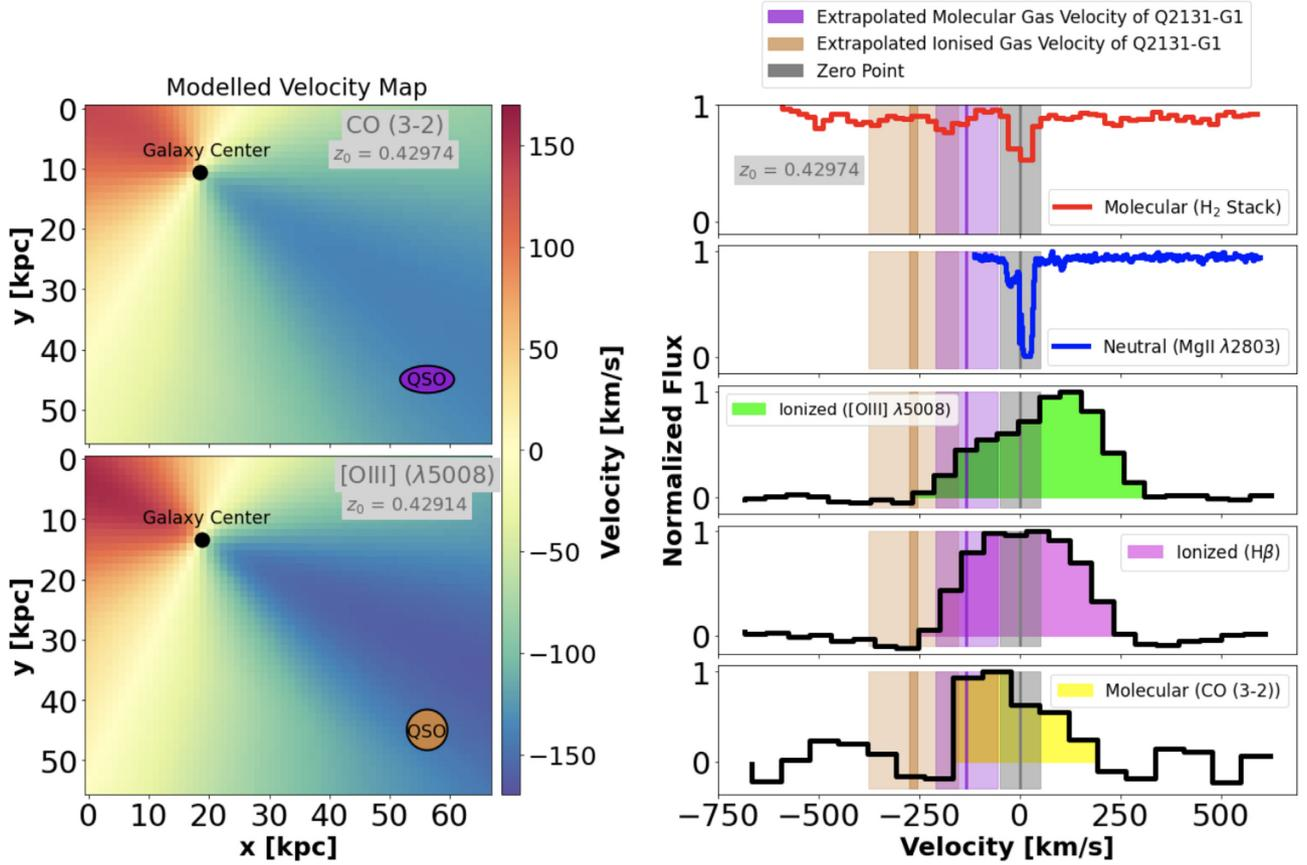 Modelled Velocity Map
0
10
20
30
40
50
y [kpc]
CO (3-2)
z₀ = 0.42974
Galaxy Center
QSO
0
10
20
30
40
50
y [kpc]
[OIII] (λ5008)
z₀ = 0.42914
Galaxy Center
QSO
0 10 20 30 40 50 60
x [kpc]
150
100
50
0
−50
−100
−150
Velocity [km/s]
Extrapolated Molecular Gas Velocity of Q2131-G1
Extrapolated Ionised Gas Velocity of Q2131-G1
Zero Point
Normalized Flux
1
0
z₀ = 0.42974
Molecular (H₂ Stack)
1
0
Neutral (MgII λ2803)
1
0
Ionized ([OIII] λ5008)
1
0
Ionized (Hβ)
1
0
Molecular (CO (3-2))
−750 −500 −250 0 250 500
Velocity [km/s]